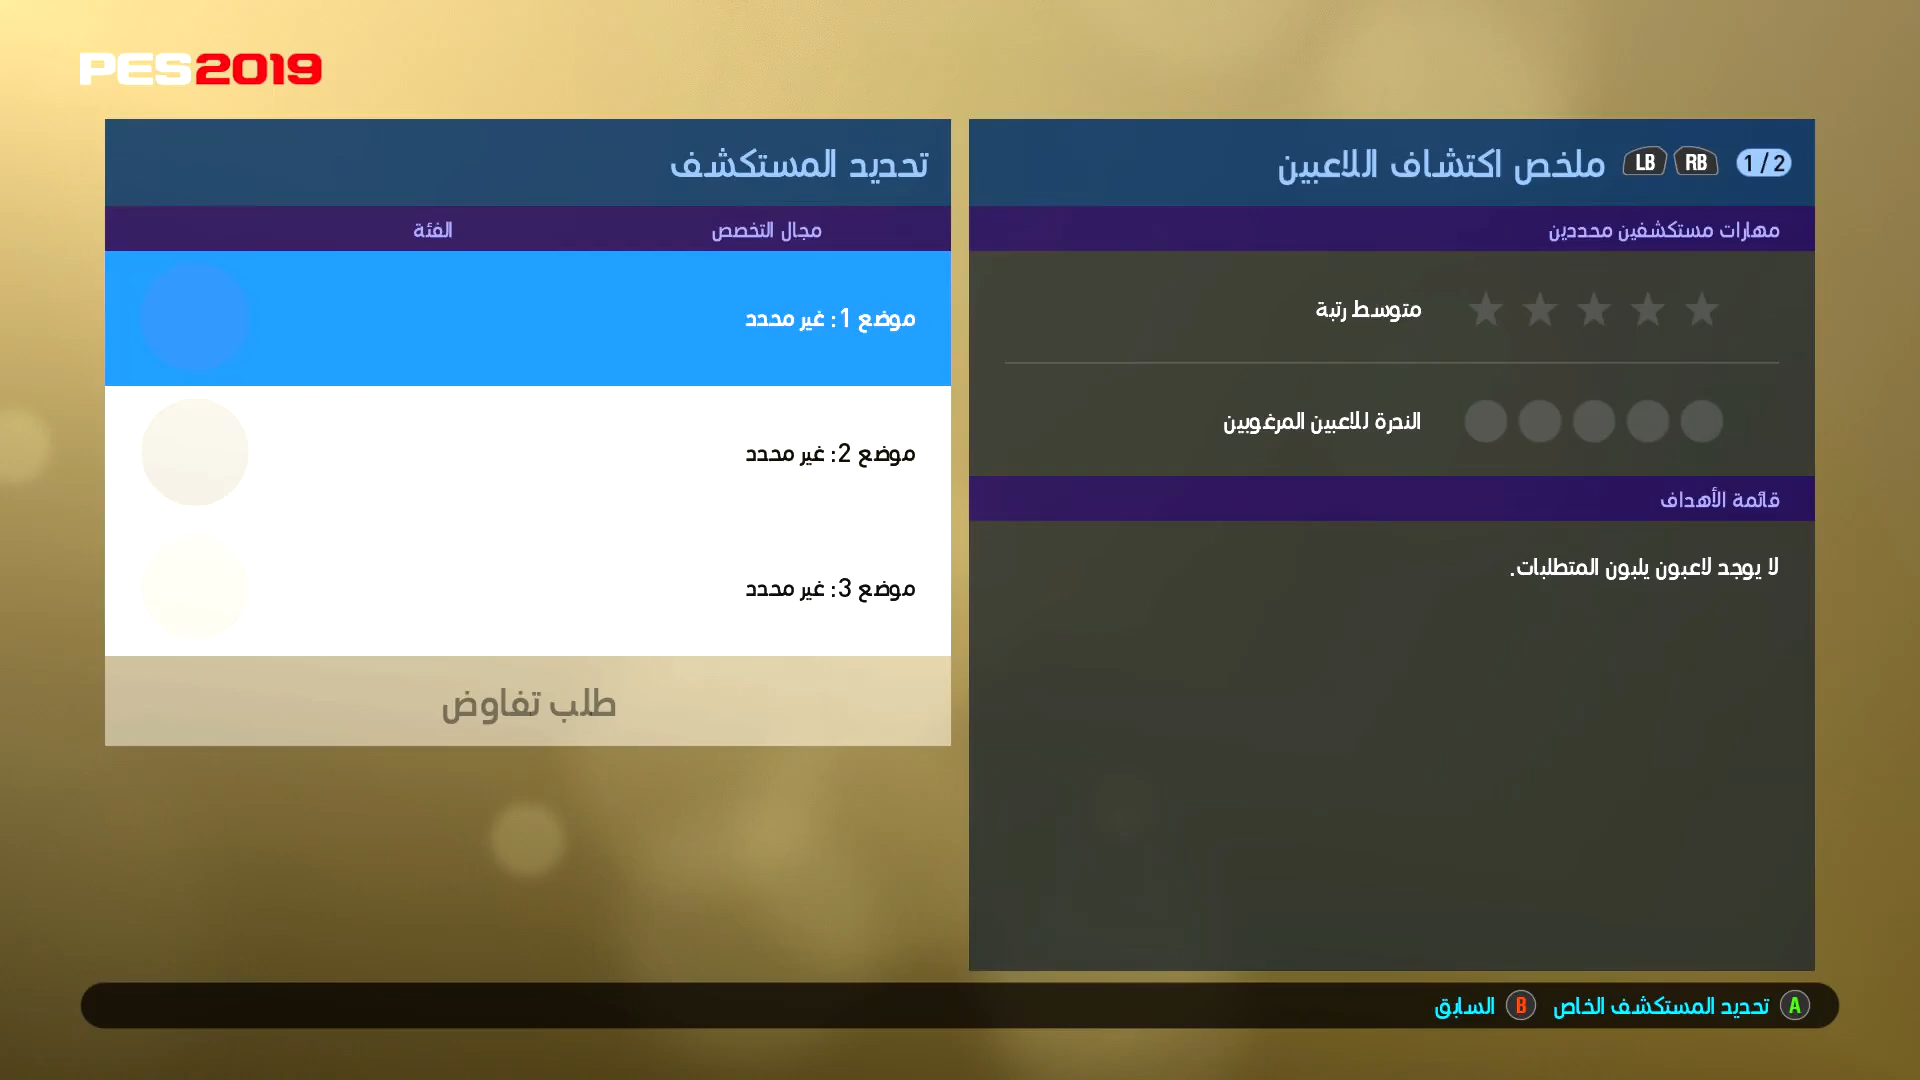 PES2019
تحديد المستكشف
مجال التخصص الفئة
موضع 1: غير محدد
موضع 2: غير محدد
موضع 3: غير محدد
طلب تفاوض
1/2 RB LB ملخص اكتشاف اللاعبين
مهارات مستكشفين محددين
متوسط رتبة
الندرة للاعبين المرغوبين
قائمة الأهداف
لا يوجد لاعبون يلبون المتطلبات.
A تحديد المستكشف الخاص B السابق